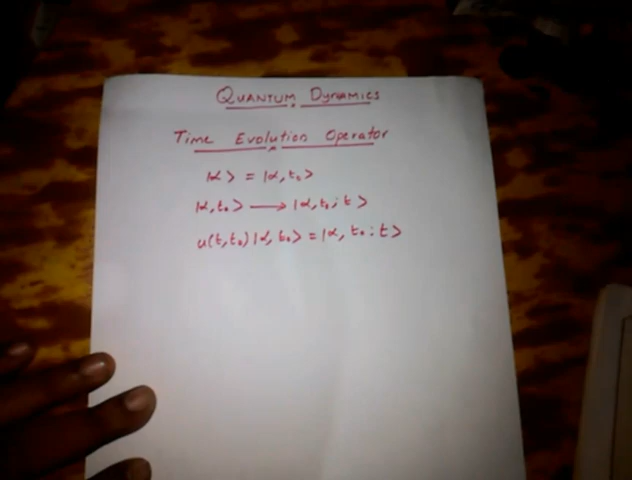 QUANTUM DYNAMICS
Time Evolution Operator
|α> = |α, t₀>
|α, t₀> ⟶ |α, t₀; t>
u(t, t₀) |α, t₀> = |α, t₀ : t>